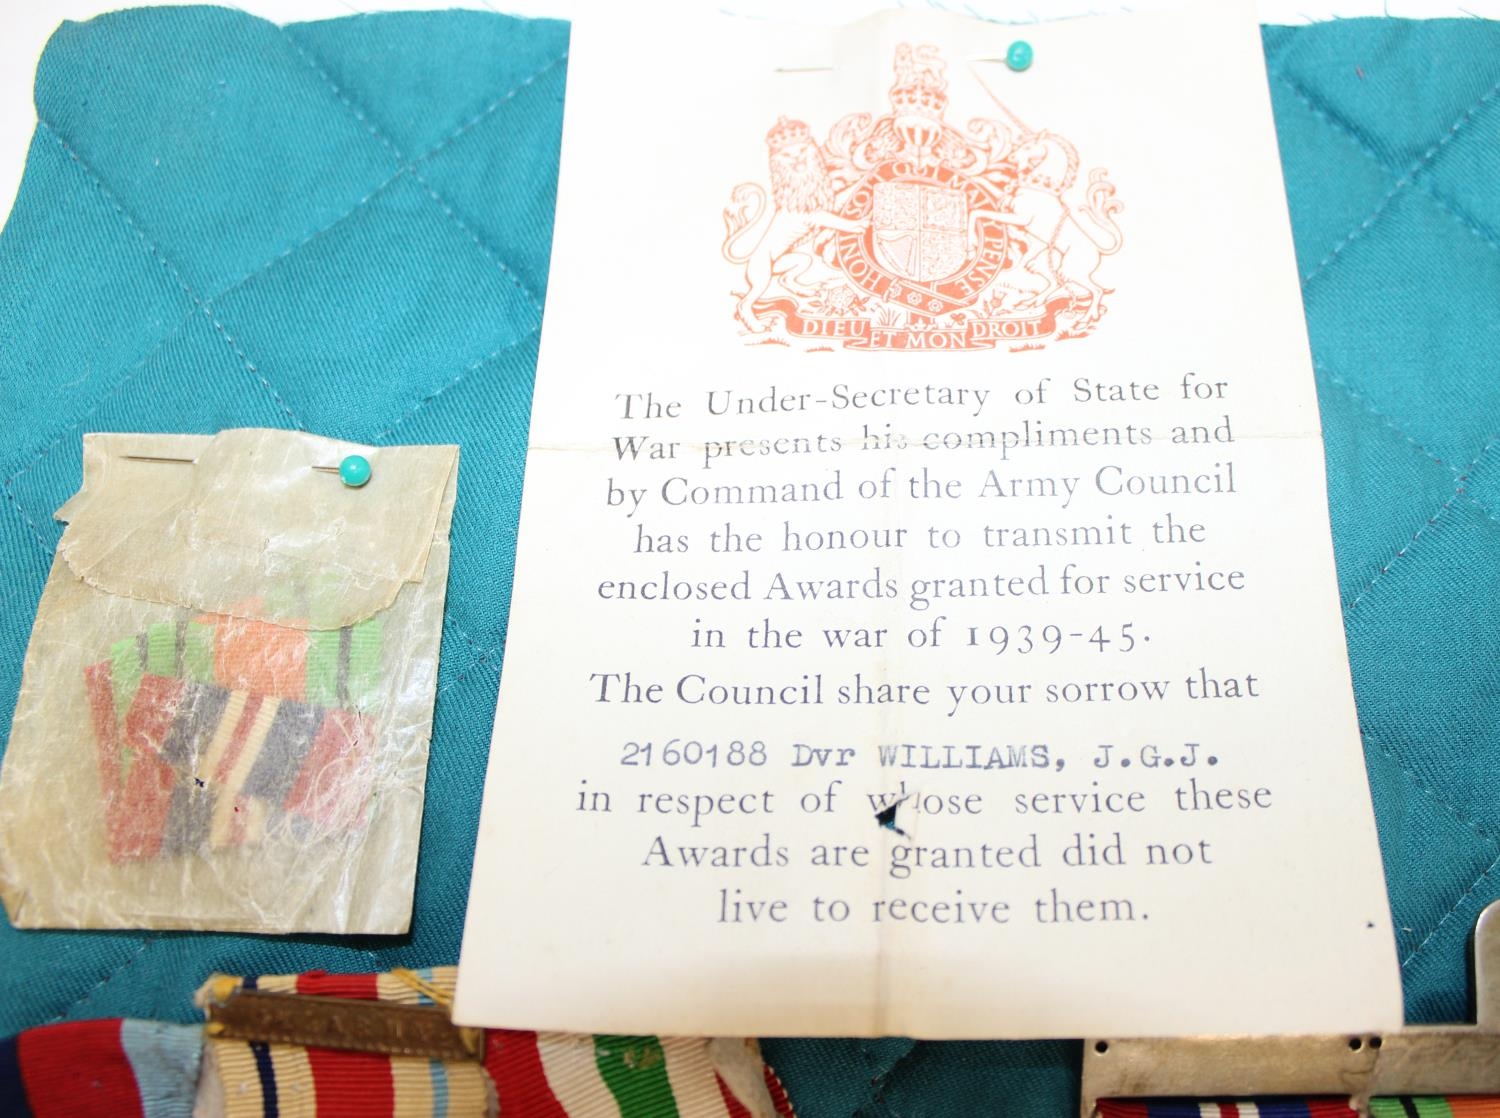 HONI SOIT QUI MAL Y PENSE
DIEU ET MON DROIT
The Under-Secretary of State for
War presents his compliments and
by Command of the Army Council
has the honour to transmit the
enclosed Awards granted for service
in the war of 1939-45.
The Council share your sorrow that
2160188 Dvr WILLIAMS, J.G.J.
in respect of whose service these
Awards are granted did not
live to receive them.